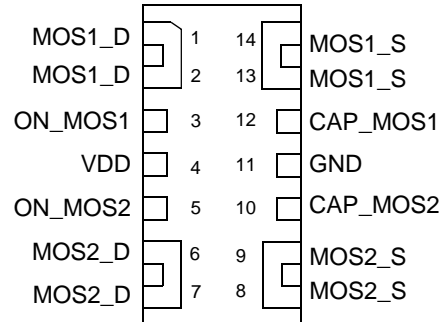 MOS1_D 1 14 MOS1_S
MOS1_D 2 13 MOS1_S
ON_MOS1 3 12 CAP_MOS1
VDD 4 11 GND
ON_MOS2 5 10 CAP_MOS2
MOS2_D 6 9 MOS2_S
MOS2_D 7 8 MOS2_S